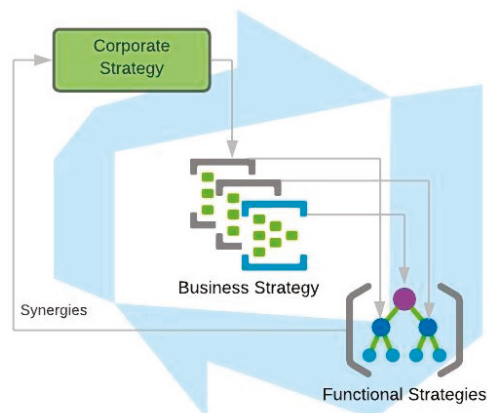 Corporate
Strategy
Business Strategy
Synergies
Functional Strategies